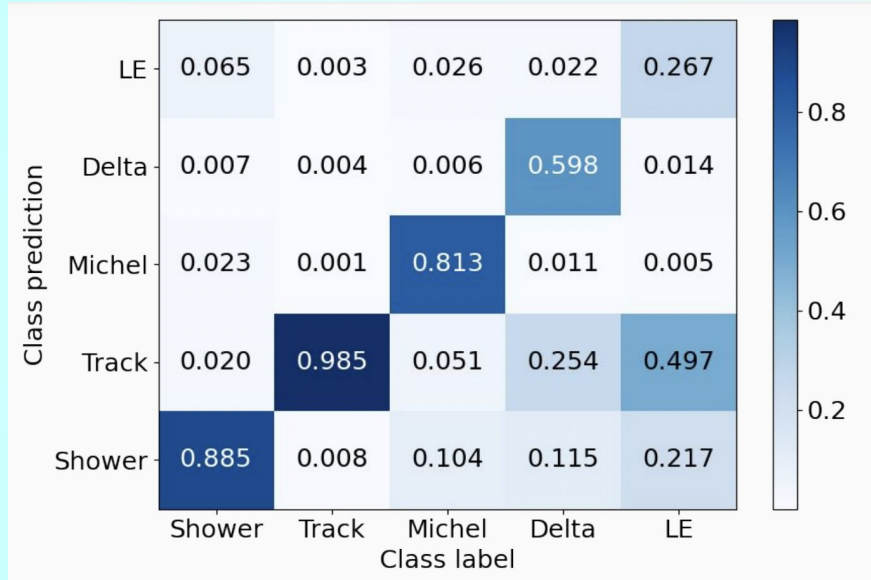 LE 0.065 0.003 0.026 0.022 0.267
Delta 0.007 0.004 0.006 0.598 0.014
Michel 0.023 0.001 0.813 0.011 0.005
Track 0.020 0.985 0.051 0.254 0.497
Shower 0.885 0.008 0.104 0.115 0.217
Shower Track Michel Delta LE
Class label
Class prediction
0.8
0.6
0.4
0.2